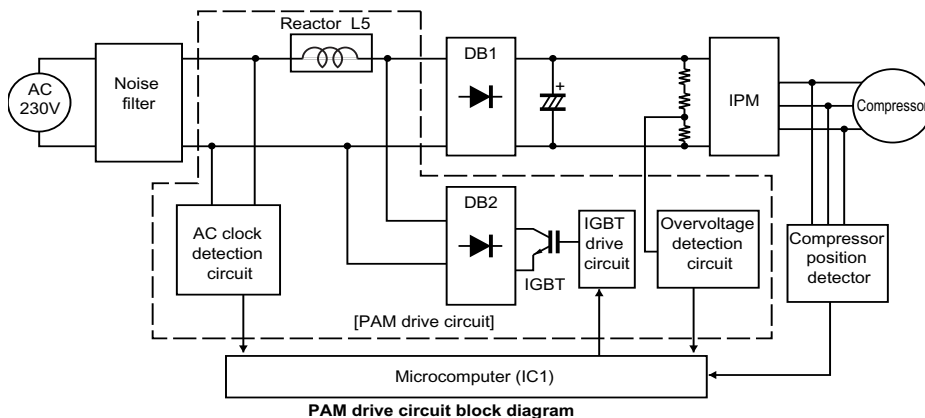 Reactor L5
AC
230V
Noise
filter
DB1
+
IPM
Compressor
AC clock
detection
circuit
DB2
IGBT
IGBT
drive
circuit
Overvoltage
detection
circuit
Compressor
position
detector
[PAM drive circuit]
Microcomputer (IC1)
PAM drive circuit block diagram